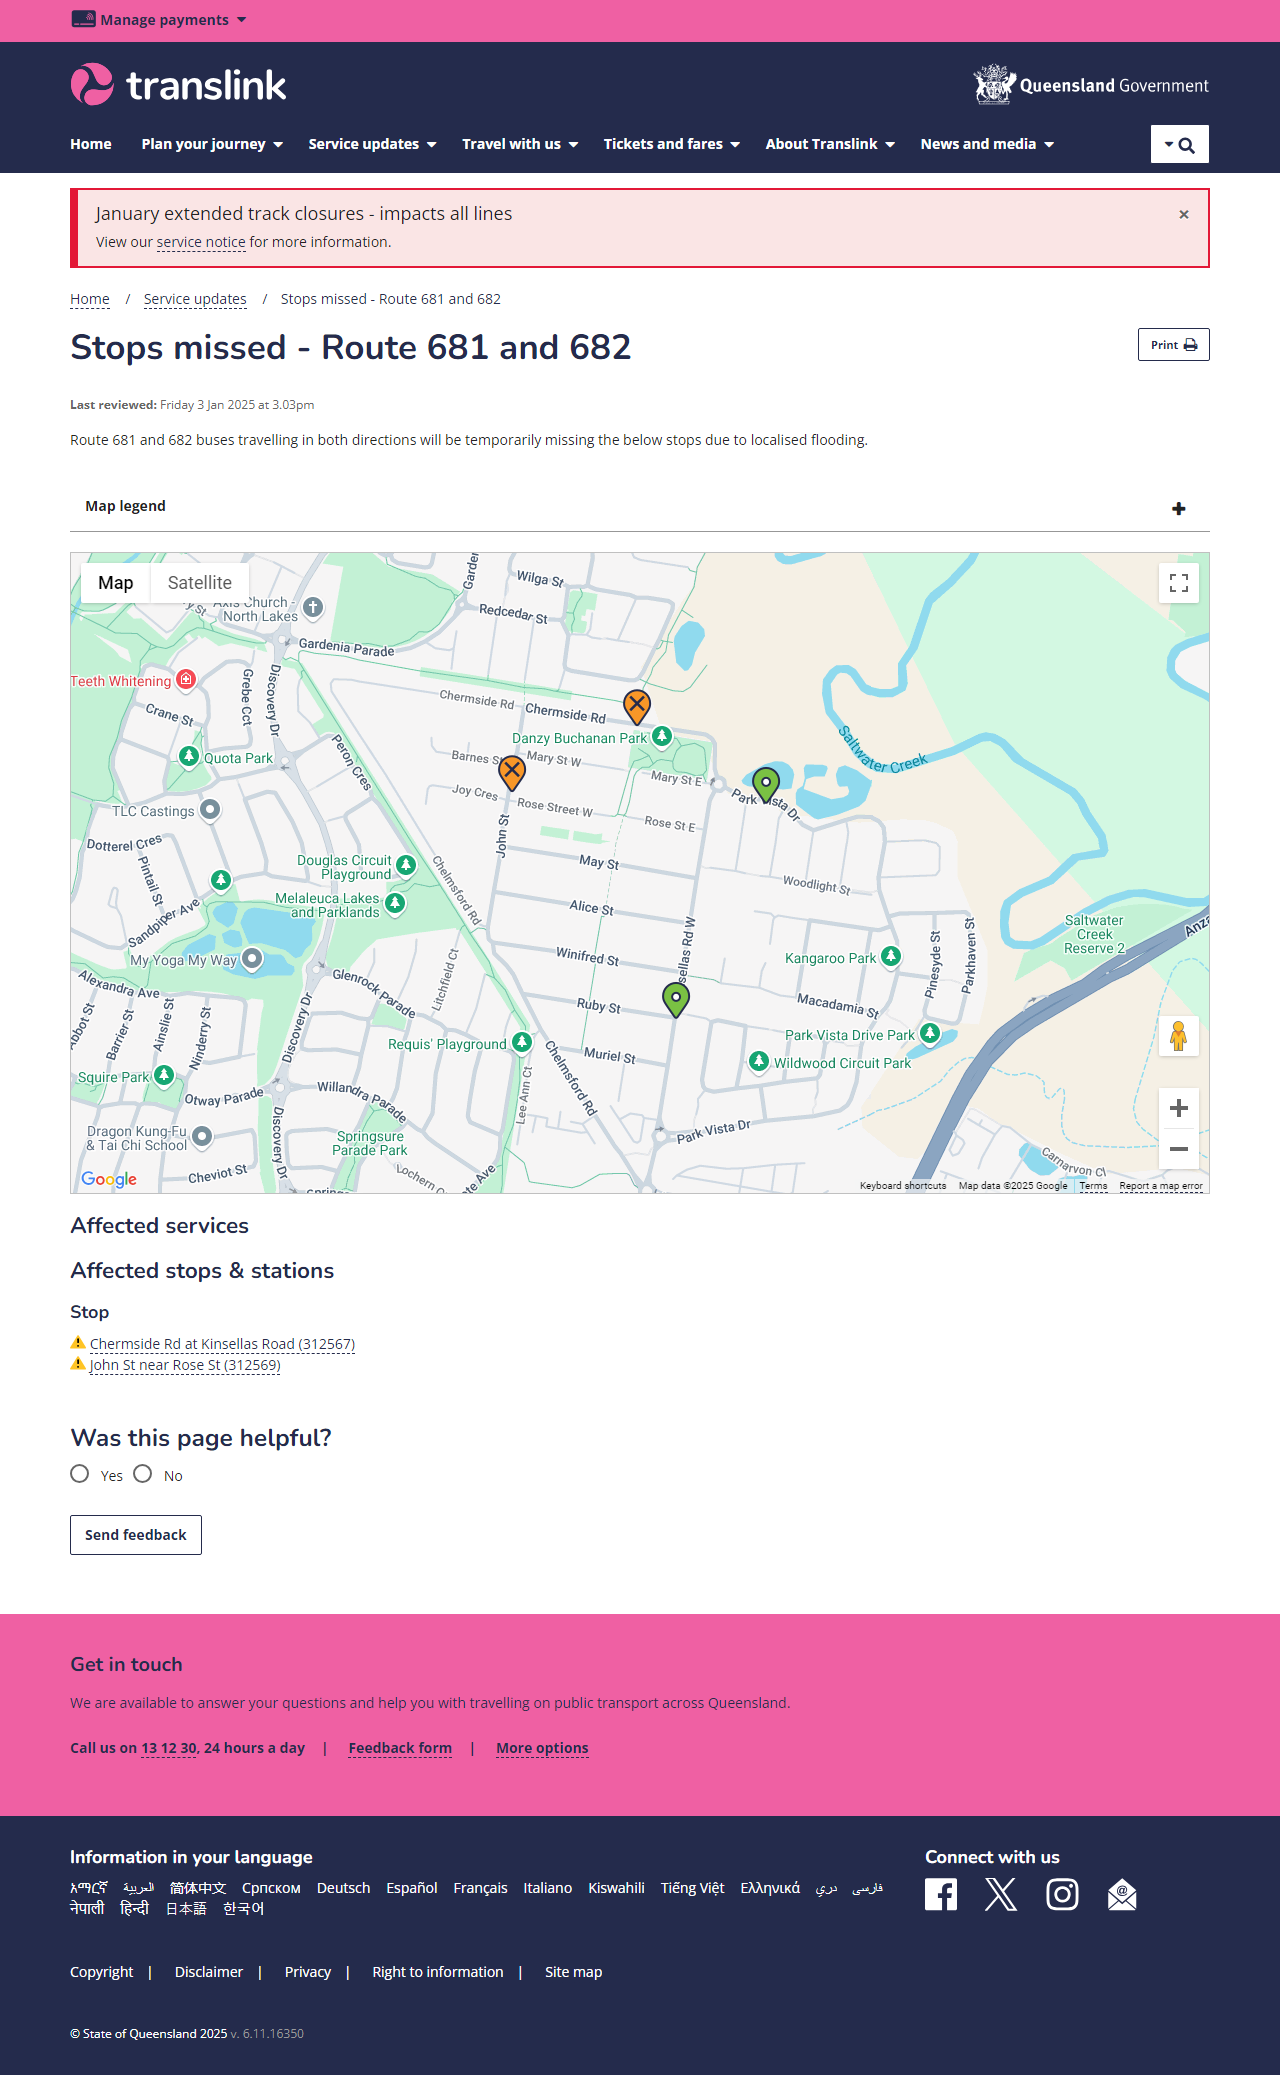 Manage payments
translink
Queensland Government
Home Plan your journey Service updates Travel with us Tickets and fares About Translink News and media
January extended track closures - impacts all lines
×
View our service notice for more information.
Home / Service updates / Stops missed - Route 681 and 682
Stops missed - Route 681 and 682
Print
Last reviewed: Friday 3 Jan 2025 at 3.03pm
Route 681 and 682 buses travelling in both directions will be temporarily missing the below stops due to localised flooding.
Map legend
Map Satellite
Wilga St
Redcedar St
Axis Church -
North Lakes
Gardenia Parade
Teeth Whitening
Grebe Cct
Discovery Dr
Crane St
Chermside Rd
Chermside Rd
Danzy Buchanan Park
Saltwater Creek
Quota Park
Peron Cres
Barnes St
Mary St W
Mary St E
Joy Cres
Rose Street W
Rose St E
Park Vista Dr
TLC Castings
John St
Dotterel Cres
Pintail St
Douglas Circuit
Playground
Chelmsford Rd
May St
Woodlight St
Melaleuca Lakes
and Parklands
Alice St
Sandpiper Ave
Saltwater
Creek
Reserve 2
My Yoga My Way
Winifred St
Kangaroo Park
Pinesyde St
Parkhaven St
Alexandra Ave
Glenrock Parade
Litchfield Ct
Ruby St
Macadamia St
Barrier St
Ainslie St
Ninderry St
Discovery Dr
Requis' Playground
Muriel St
Park Vista Drive Park
Wildwood Circuit Park
Squire Park
Otway Parade
Willandra Parade
Lee Ann Ct
Chelmsford Rd
Dragon Kung-Fu
& Tai Chi School
Springsure
Parade Park
Discovery Dr
Park Vista Dr
Carnarvon Ct
Cheviot St
Google
Keyboard shortcuts Map data ©2025 Google Terms Report a map error
Affected services
Affected stops & stations
Stop
Chermside Rd at Kinsellas Road (312567)
John St near Rose St (312569)
Was this page helpful?
Yes No
Send feedback
Get in touch
We are available to answer your questions and help you with travelling on public transport across Queensland.
Call us on 13 12 30, 24 hours a day | Feedback form | More options
Information in your language
Connect with us
አማርኛ العربية 简体中文 Српском Deutsch Español Français Italiano Kiswahili Tiếng Việt Ελληνικά دري فارسی
नेपाली हिन्दी 日本語 한국어
Copyright | Disclaimer | Privacy | Right to information | Site map
© State of Queensland 2025 v. 6.11.16350